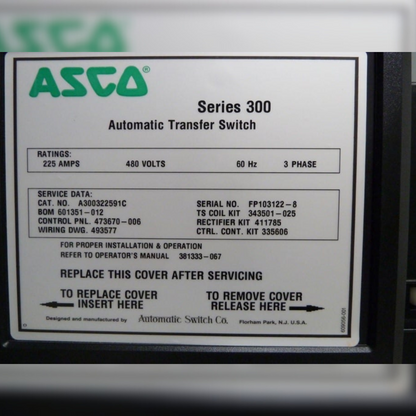 ASCO®
Series 300
Automatic Transfer Switch
RATINGS:
225 AMPS 480 VOLTS 60 Hz 3 PHASE
SERVICE DATA:
CAT. NO. A300322591C SERIAL NO. FP103122-8
BOM 601351-012 TS COIL KIT 343501-025
CONTROL PNL. 473670-006 RECTIFIER KIT 411785
WIRING DWG. 493577 CTRL. CONT. KIT 335606
FOR PROPER INSTALLATION & OPERATION
REFER TO OPERATOR'S MANUAL 381333-067
REPLACE THIS COVER AFTER SERVICING
TO REPLACE COVER TO REMOVE COVER
INSERT HERE RELEASE HERE
Designed and manufactured by Automatic Switch Co. Florham Park, N.J. U.S.A.